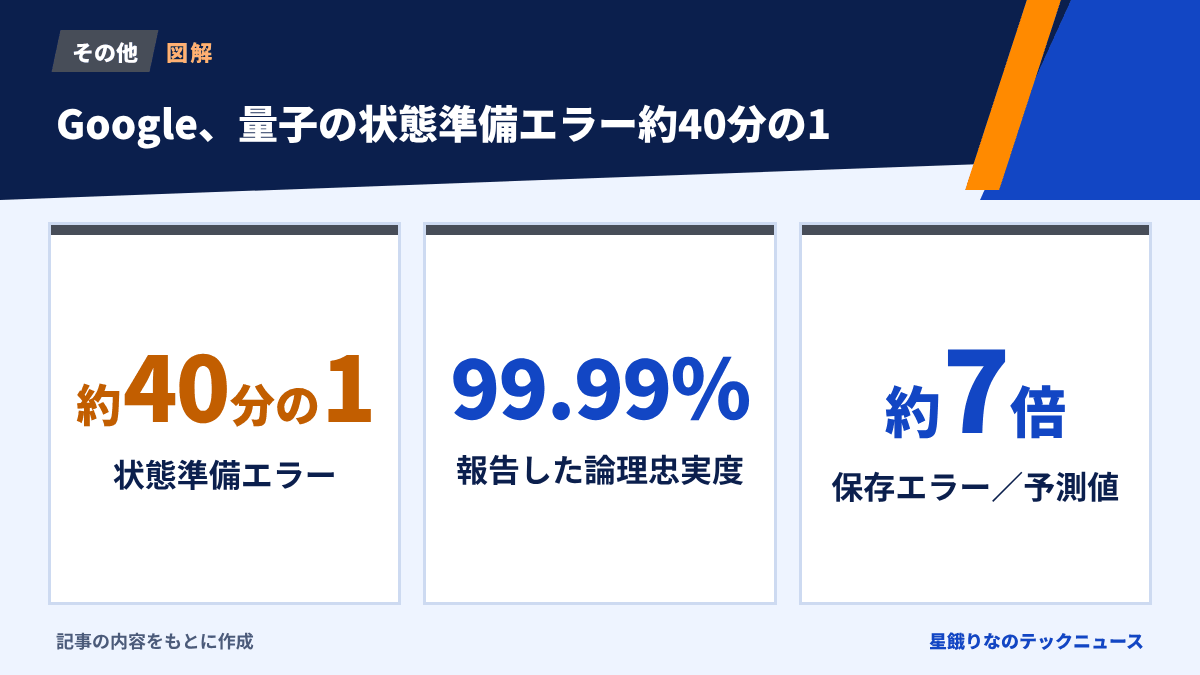 その他 図解
Google、量子の状態準備エラー約40分の1
約40分の1
状態準備エラー
99.99%
報告した論理忠実度
約7倍
保存エラー／予測値
記事の内容をもとに作成
星餓りなのテックニュース